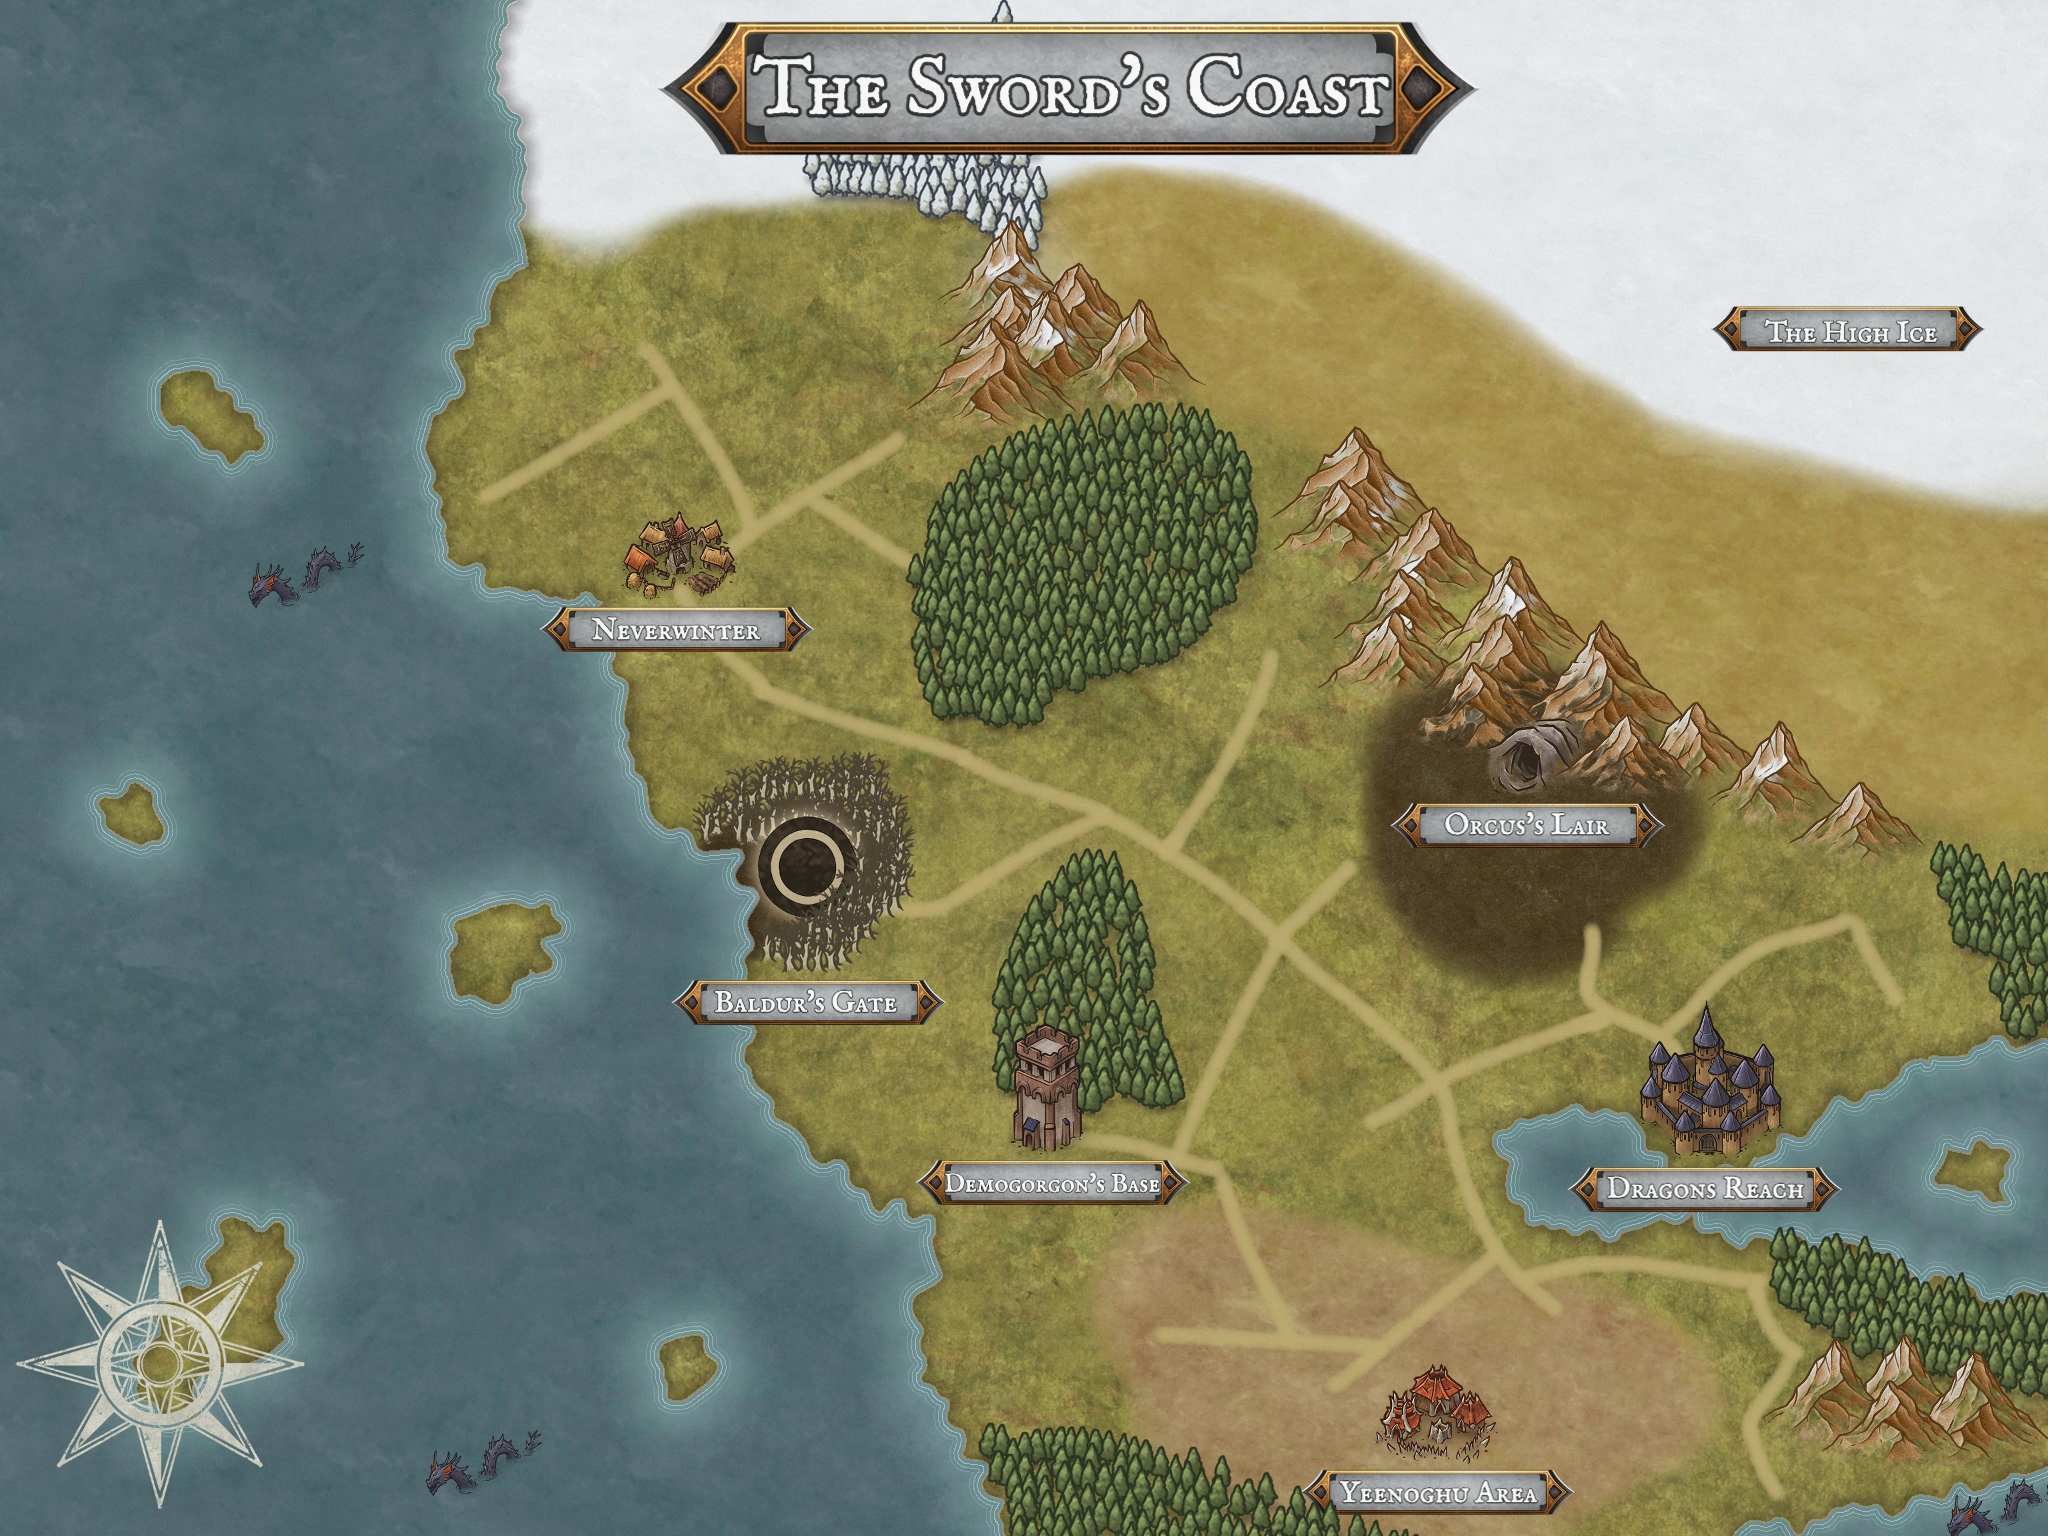 The Sword's Coast
The High Ice
Neverwinter
Orcus's Lair
Baldur's Gate
Demogorgon's Base
Dragons Reach
Yeenoghu Area